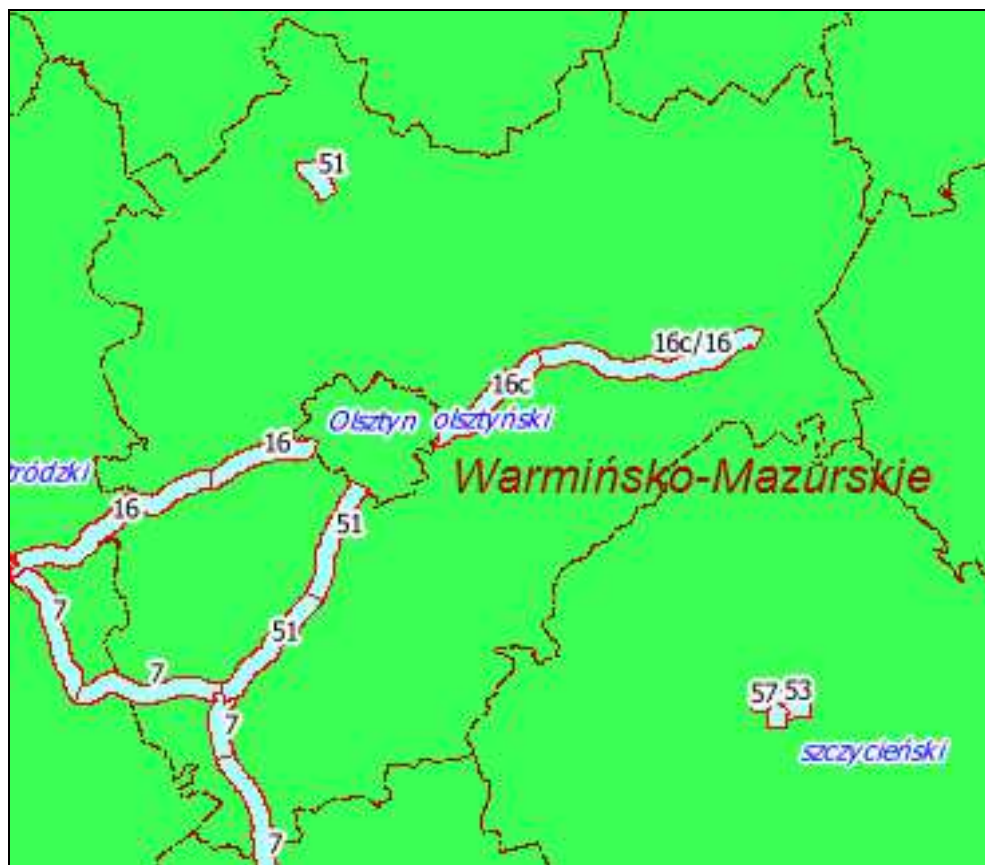 51
16c/16
16c
Olsztyn olsztyński
16
tródzki
Warmińsko-Mazurskie
16
51
7
51
7
7
57 53
szczycieński
7